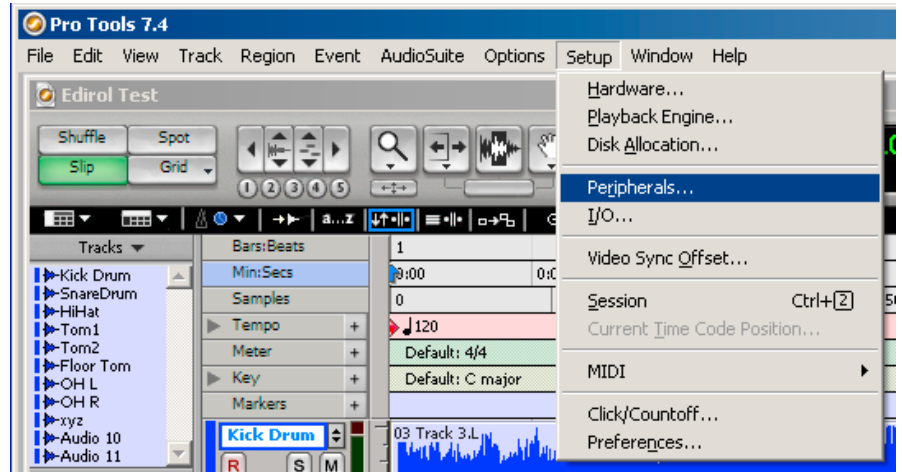 Pro Tools 7.4
File Edit View Track Region Event AudioSuite Options Setup Window Help
Edirol Test
Shuffle Spot
Slip Grid
1 2 3 4 5
a...z
Tracks
Kick Drum
SnareDrum
HiHat
Tom1
Tom2
Floor Tom
OH L
OH R
xyz
Audio 10
Audio 11
Bars:Beats 1
Min:Secs 0:00
Samples 0
Tempo + 120
Meter + Default: 4/4
Key + Default: C major
Markers +
Kick Drum
R S M
03 Track 3.L
Hardware...
Playback Engine...
Disk Allocation...
Peripherals...
I/O...
Video Sync Offset...
Session Ctrl+2
Current Time Code Position...
MIDI
Click/Countoff...
Preferences...